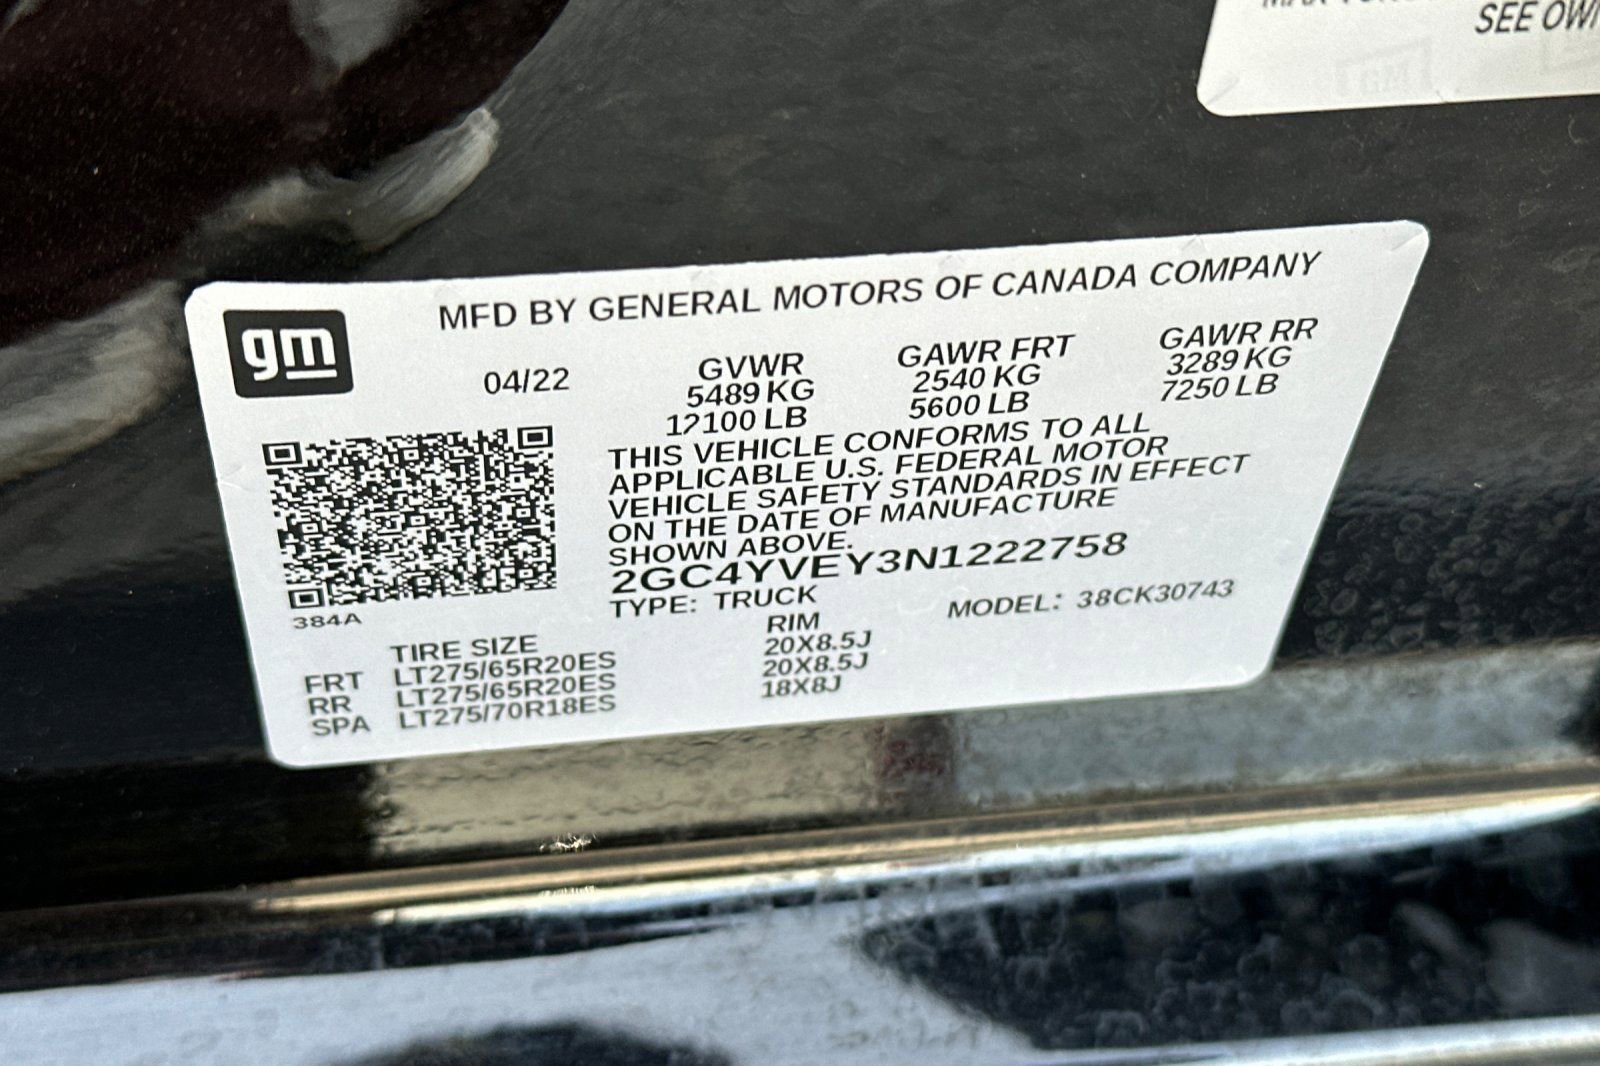 SEE OWN
gm
MFD BY GENERAL MOTORS OF CANADA COMPANY
04/22 GVWR GAWR FRT GAWR RR
5489 KG 2540 KG 3289 KG
12100 LB 5600 LB 7250 LB
THIS VEHICLE CONFORMS TO ALL
APPLICABLE U.S. FEDERAL MOTOR
VEHICLE SAFETY STANDARDS IN EFFECT
ON THE DATE OF MANUFACTURE
SHOWN ABOVE.
2GC4YVEY3N1222758
384A
TYPE: TRUCK MODEL: 38CK30743
TIRE SIZE RIM
FRT LT275/65R20ES 20X8.5J
RR LT275/65R20ES 20X8.5J
SPA LT275/70R18ES 18X8J